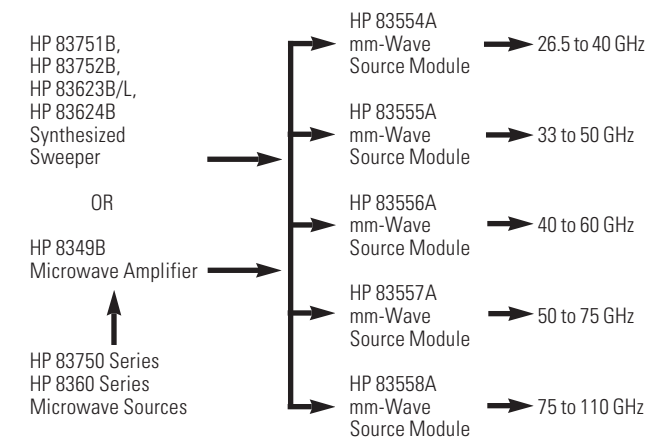 HP 83751B,
HP 83752B,
HP 83623B/L,
HP 83624B
Synthesized
Sweeper
OR
HP 8349B
Microwave Amplifier
HP 83750 Series
HP 8360 Series
Microwave Sources
HP 83554A
mm-Wave
Source Module
26.5 to 40 GHz
HP 83555A
mm-Wave
Source Module
33 to 50 GHz
HP 83556A
mm-Wave
Source Module
40 to 60 GHz
HP 83557A
mm-Wave
Source Module
50 to 75 GHz
HP 83558A
mm-Wave
Source Module
75 to 110 GHz